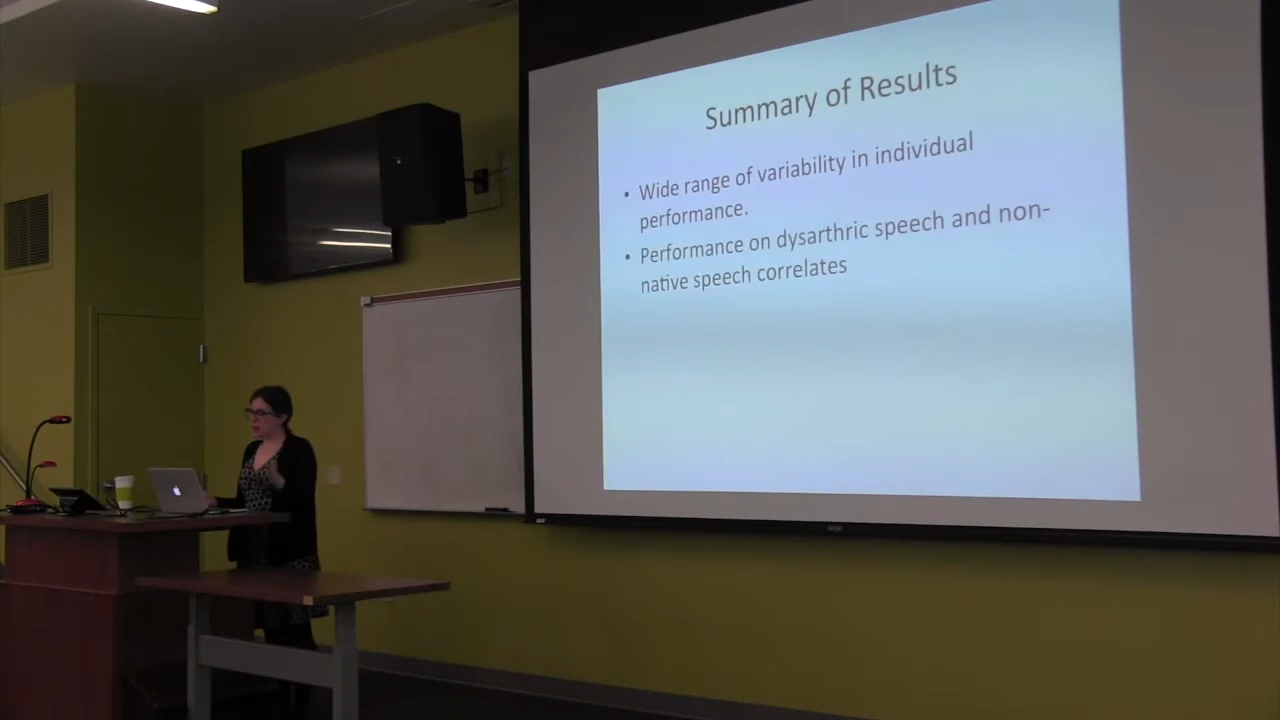 Summary of Results
• Wide range of variability in individual
performance.
• Performance on dysarthric speech and non-
native speech correlates